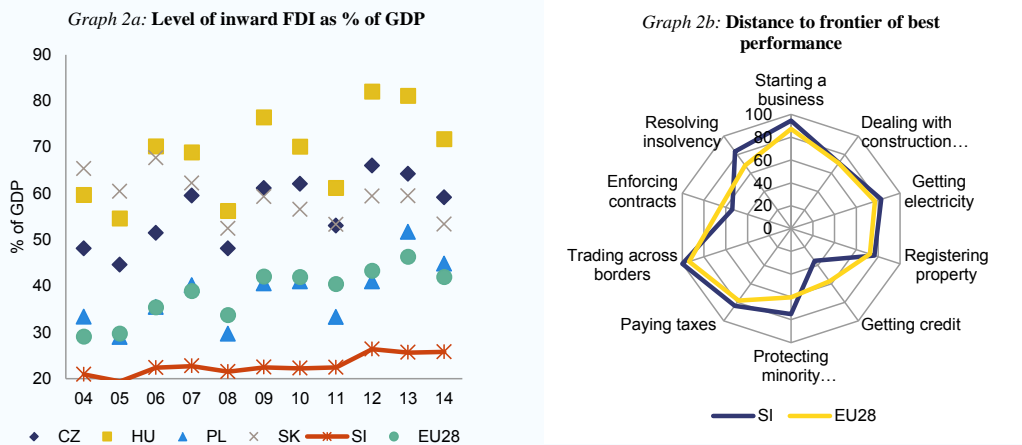 Graph 2a: Level of inward FDI as % of GDP
% of GDP
90
80
70
60
50
40
30
20
04 05 06 07 08 09 10 11 12 13 14
CZ HU PL SK SI EU28
Graph 2b: Distance to frontier of best
performance
Starting a
business
Dealing with
construction…
Getting
electricity
Registering
property
Getting credit
Protecting
minority…
Paying taxes
Trading across
borders
Enforcing
contracts
Resolving
insolvency
100
80
60
40
20
0
SI EU28